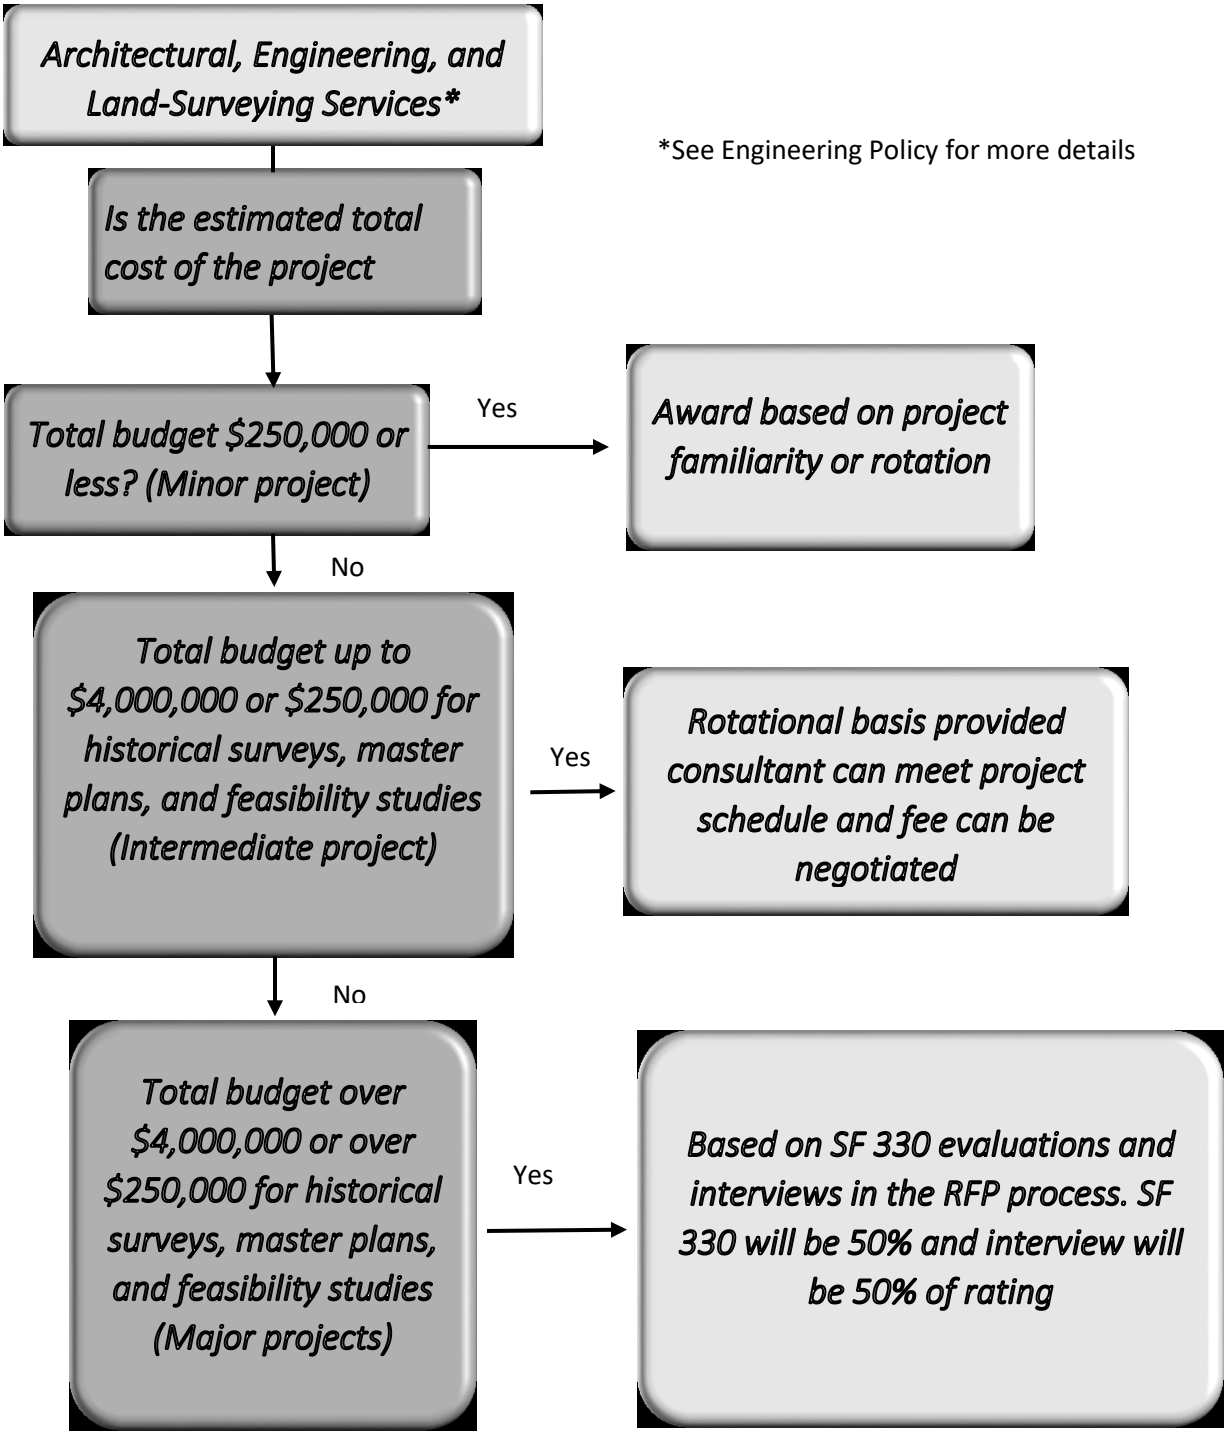 Architectural, Engineering, and
Land-Surveying Services*
*See Engineering Policy for more details
Is the estimated total
cost of the project
Total budget $250,000 or
less? (Minor project)
Yes
Award based on project
familiarity or rotation
No
Total budget up to
$4,000,000 or $250,000 for
historical surveys, master
plans, and feasibility studies
(Intermediate project)
Yes
Rotational basis provided
consultant can meet project
schedule and fee can be
negotiated
No
Total budget over
$4,000,000 or over
$250,000 for historical
surveys, master plans,
and feasibility studies
(Major projects)
Yes
Based on SF 330 evaluations and
interviews in the RFP process. SF
330 will be 50% and interview will
be 50% of rating